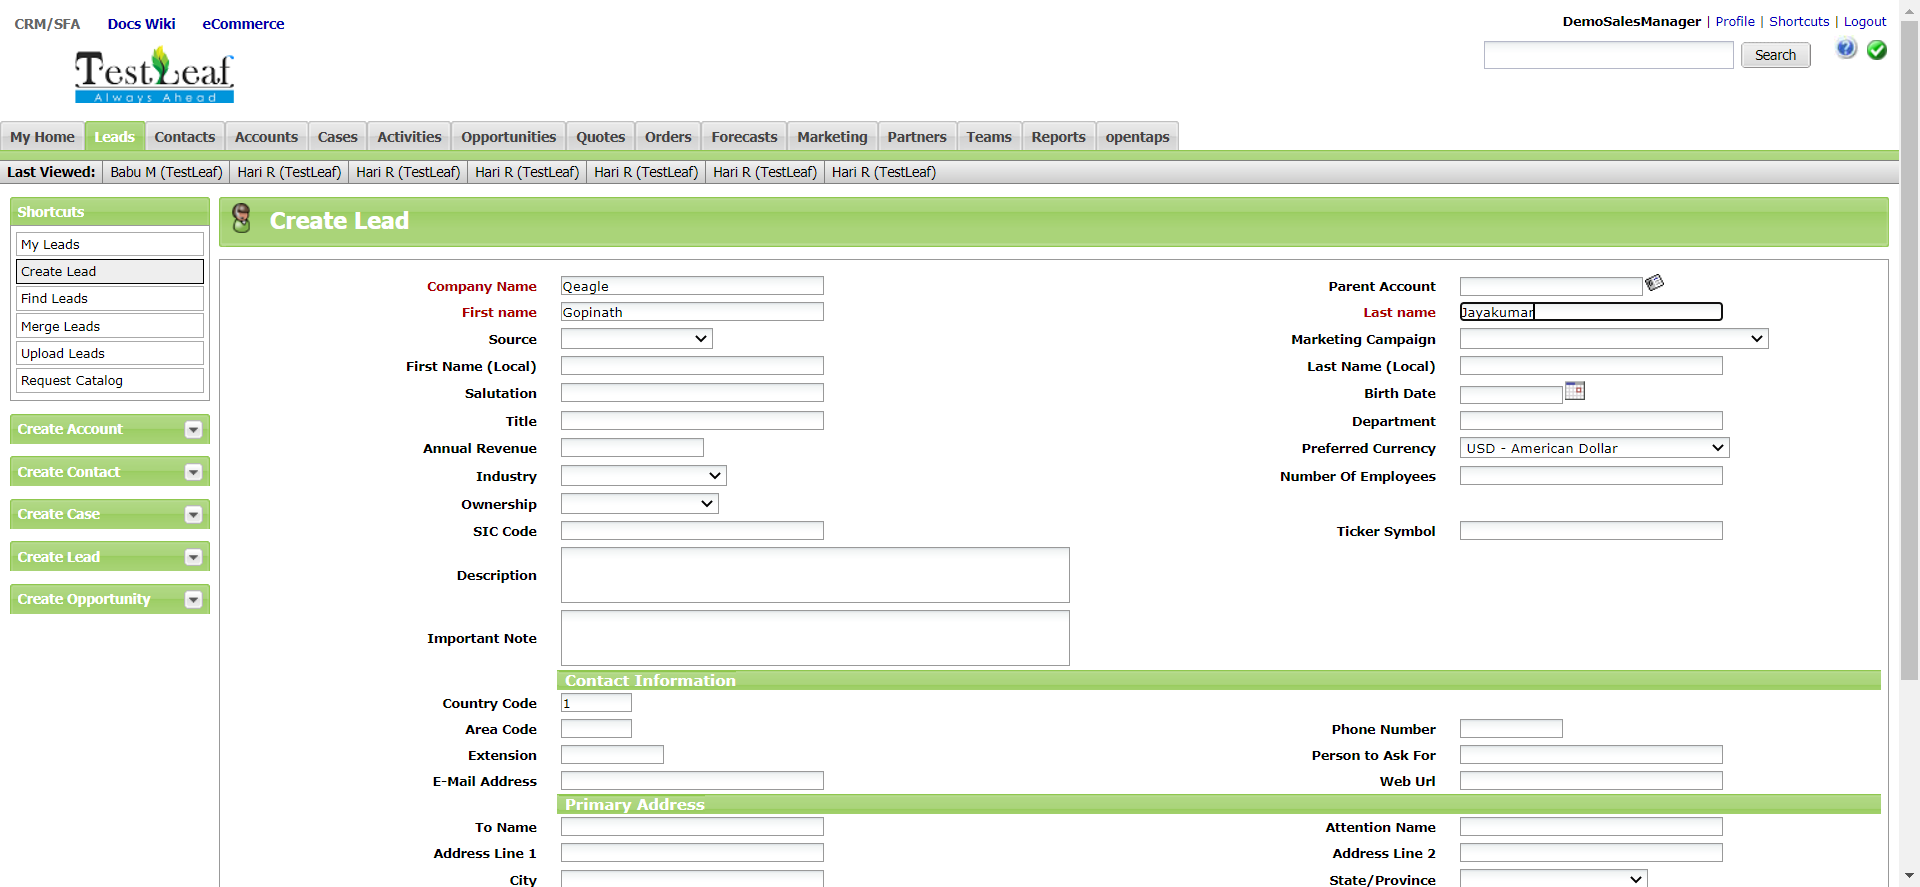 CRM/SFA Docs Wiki eCommerce
DemoSalesManager | Profile | Shortcuts | Logout
Search
TestLeaf
Always Ahead
My Home Leads Contacts Accounts Cases Activities Opportunities Quotes Orders Forecasts Marketing Partners Teams Reports opentaps
Last Viewed: Babu M (TestLeaf) Hari R (TestLeaf) Hari R (TestLeaf) Hari R (TestLeaf) Hari R (TestLeaf) Hari R (TestLeaf) Hari R (TestLeaf)
Shortcuts
My Leads
Create Lead
Find Leads
Merge Leads
Upload Leads
Request Catalog
Create Account
Create Contact
Create Case
Create Lead
Create Opportunity
Create Lead
Company Name Qeagle Parent Account
First name Gopinath Last name Jayakumar
Source Marketing Campaign
First Name (Local) Last Name (Local)
Salutation Birth Date
Title Department
Annual Revenue Preferred Currency USD - American Dollar
Industry Number Of Employees
Ownership
SIC Code Ticker Symbol
Description
Important Note
Contact Information
Country Code 1
Area Code Phone Number
Extension Person to Ask For
E-Mail Address Web Url
Primary Address
To Name Attention Name
Address Line 1 Address Line 2
City State/Province